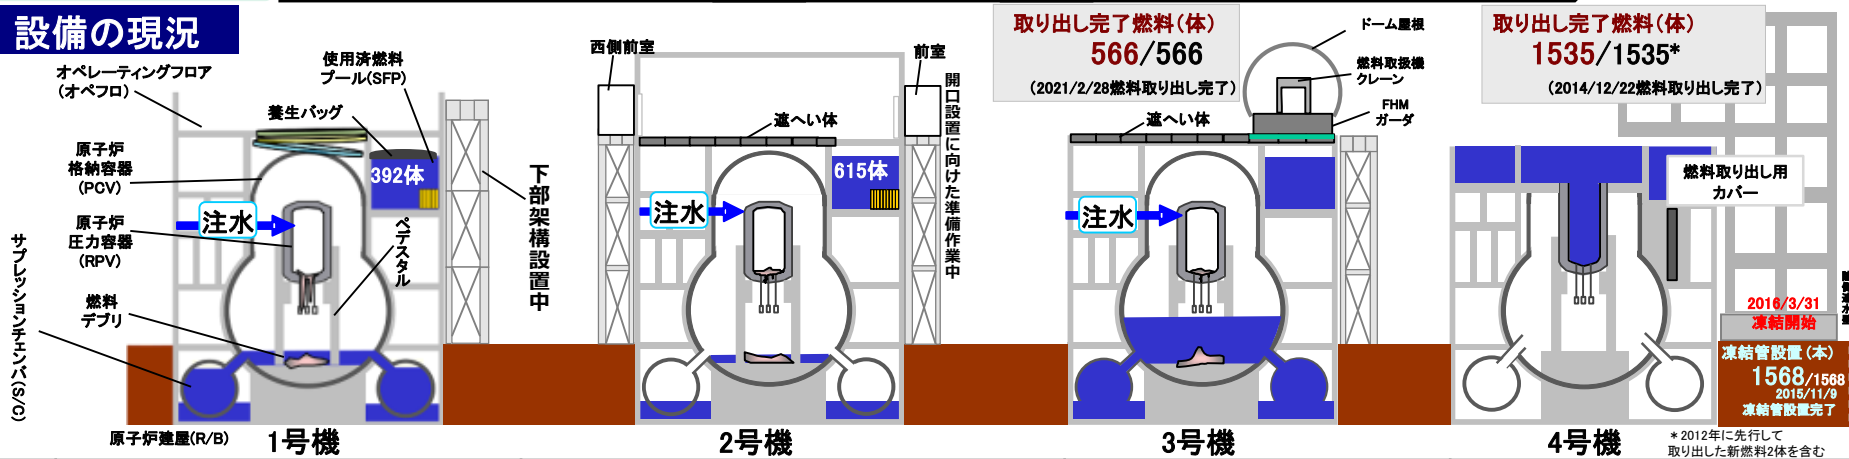 設備の現況
オペレーティングフロア
(オペフロ)
使用済燃料
プール(SFP)
養生バッグ
原子炉
格納容器
(PCV)
392体
注水
原子炉
圧力容器
(RPV)
ペデスタル
燃料
デブリ
サプレッションチェンバ(S/C)
下部架構設置中
原子炉建屋(R/B)
1号機
西側前室
前室
遮へい体
615体
注水
開口設置に向けた準備作業中
2号機
取り出し完了燃料(体)
566/566
(2021/2/28燃料取り出し完了)
ドーム屋根
燃料取扱機
クレーン
FHM
ガーダ
遮へい体
注水
3号機
取り出し完了燃料(体)
1535/1535*
(2014/12/22燃料取り出し完了)
燃料取り出し用
カバー
2016/3/31
凍結開始
凍結管設置(本)
1568/1568
2015/11/9
凍結管設置完了
4号機
*2012年に先行して
取り出した新燃料2体を含む